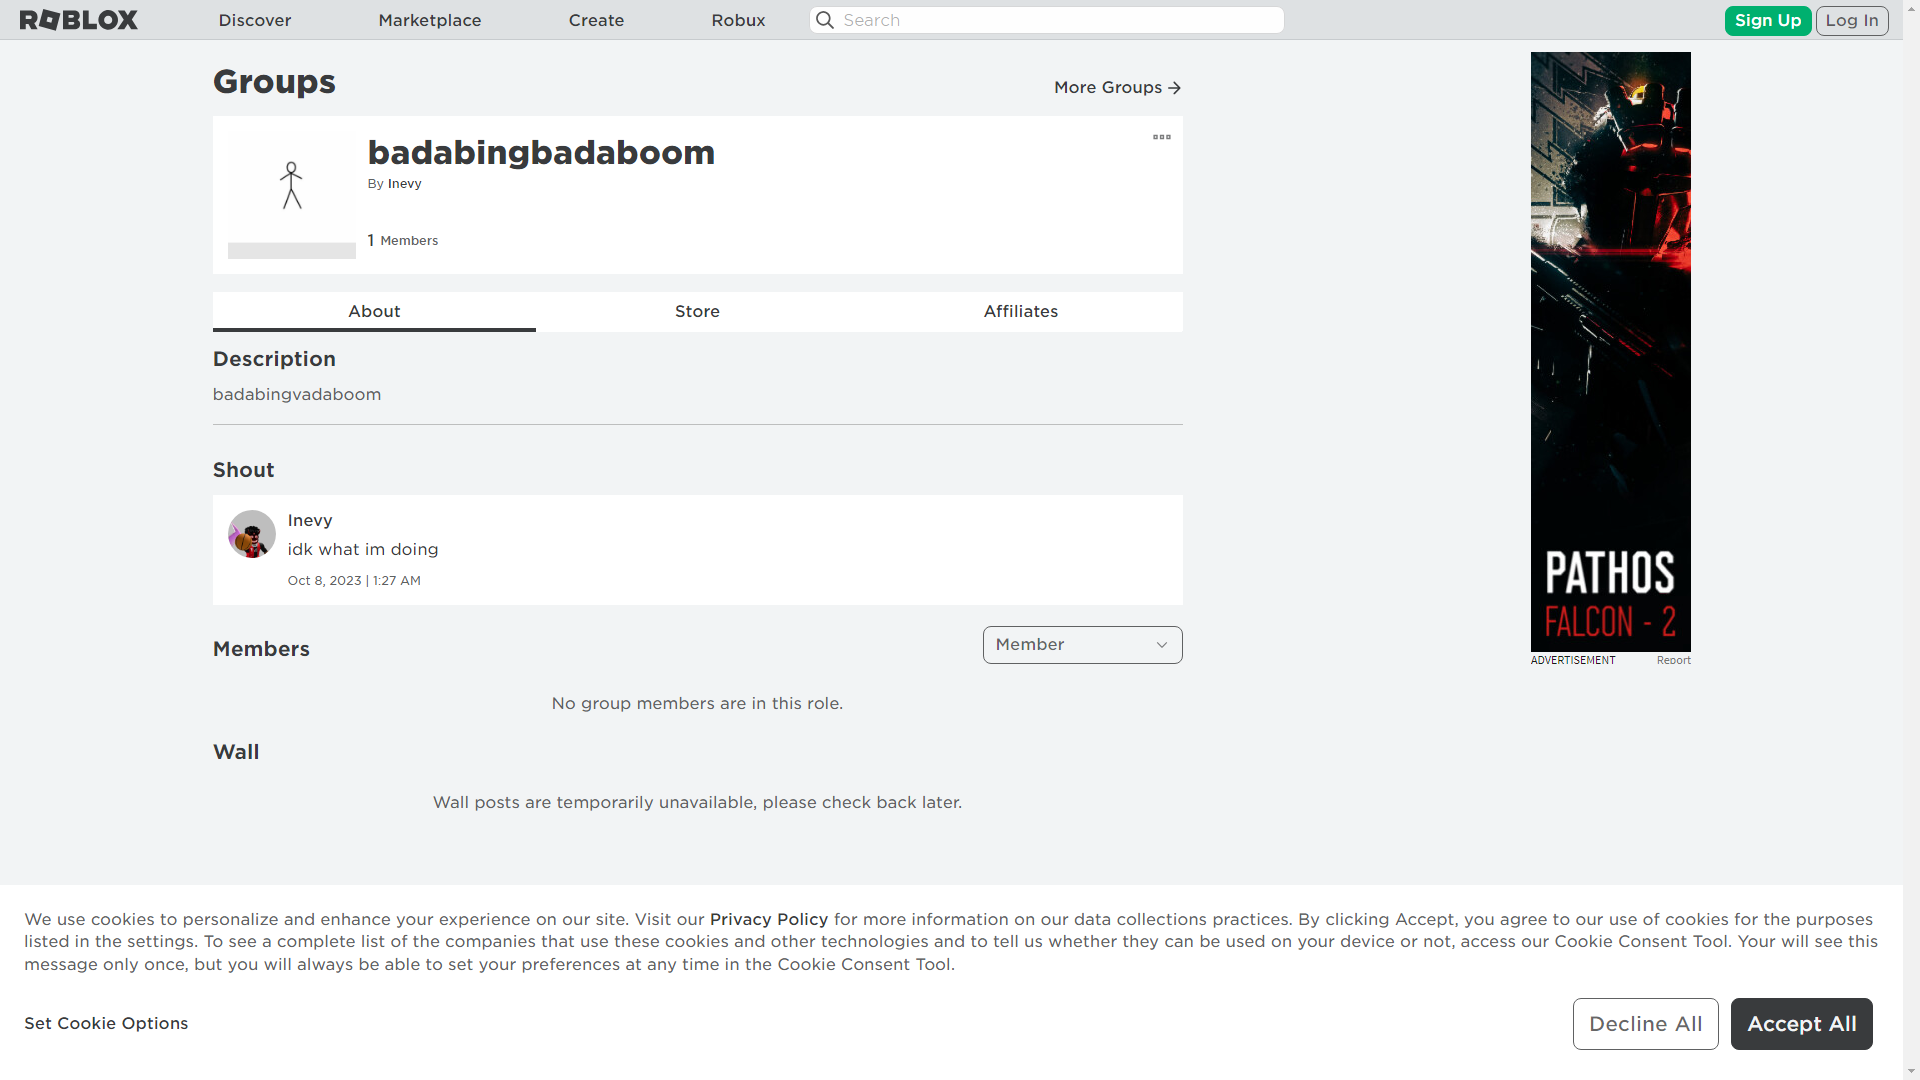 ROBLOX Discover Marketplace Create Robux Search Sign Up Log In
Groups
More Groups
badabingbadaboom
By Inevy
1 Members
About Store Affiliates
Description
badabingvadaboom
Shout
Inevy
idk what im doing
Oct 8, 2023 | 1:27 AM
Members
Member
No group members are in this role.
Wall
Wall posts are temporarily unavailable, please check back later.
PATHOS
FALCON - 2
ADVERTISEMENT Report
We use cookies to personalize and enhance your experience on our site. Visit our Privacy Policy for more information on our data collections practices. By clicking Accept, you agree to our use of cookies for the purposes
listed in the settings. To see a complete list of the companies that use these cookies and other technologies and to tell us whether they can be used on your device or not, access our Cookie Consent Tool. Your will see this
message only once, but you will always be able to set your preferences at any time in the Cookie Consent Tool.
Set Cookie Options
Decline All
Accept All